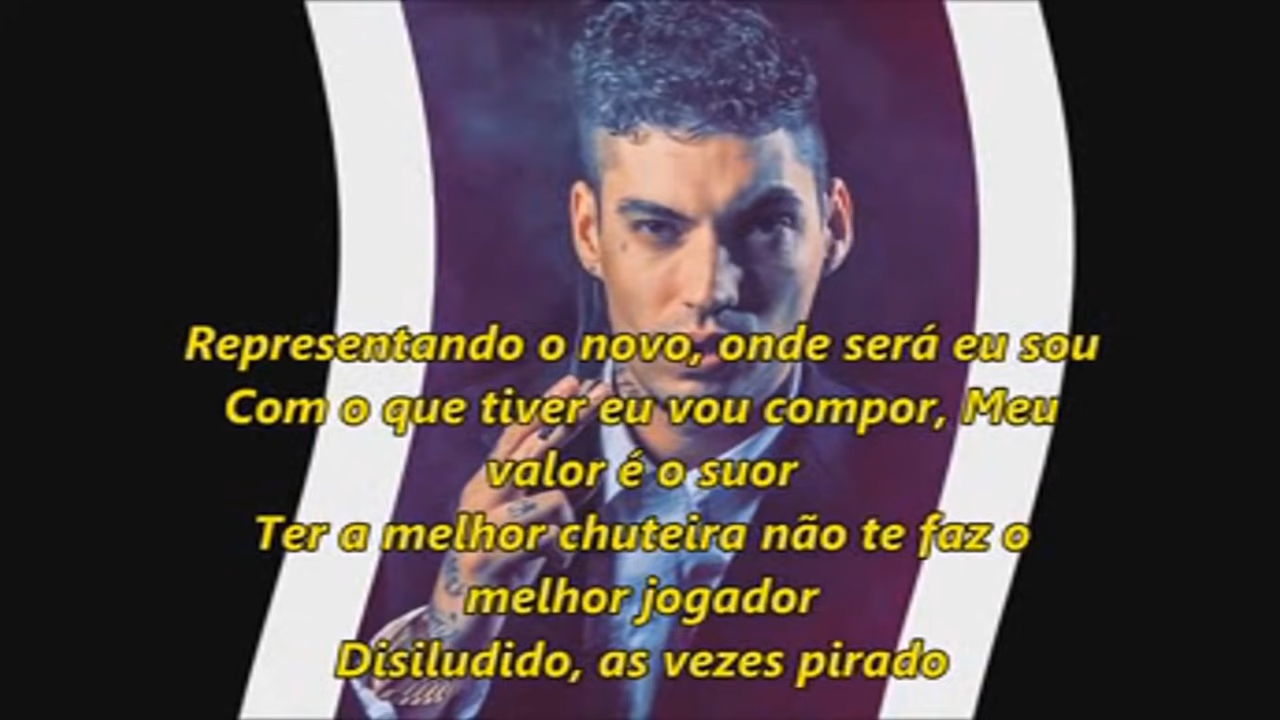 Representando o novo, onde será eu sou
Com o que tiver eu vou compor, Meu
valor é o suor
Ter a melhor chuteira não te faz o
melhor jogador
Disiludido, as vezes pirado